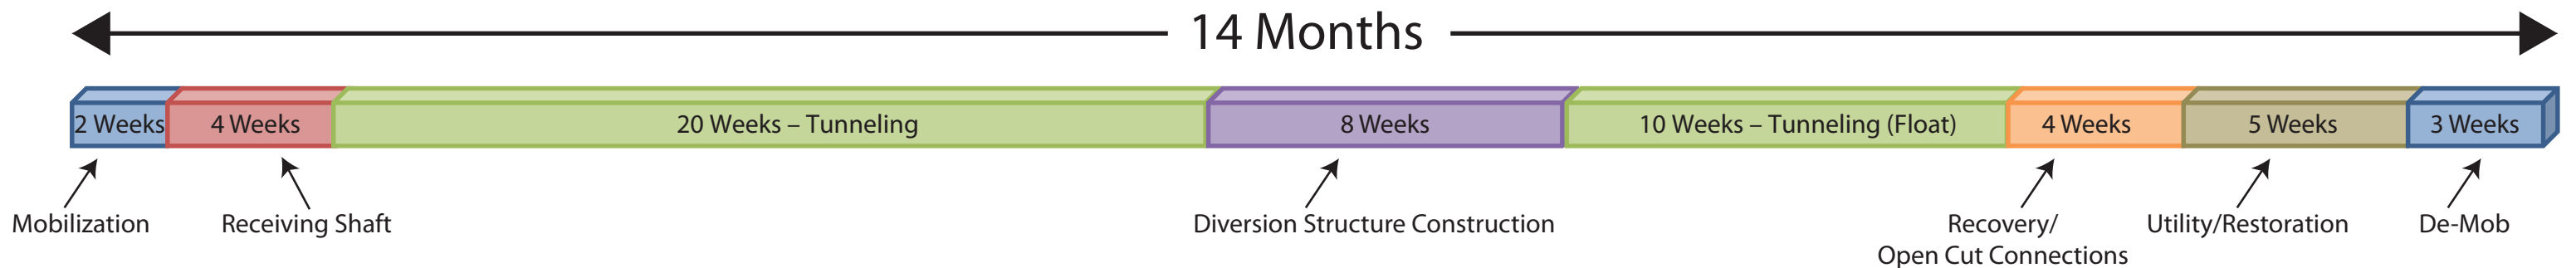 14 Months
2 Weeks
4 Weeks
20 Weeks – Tunneling
8 Weeks
10 Weeks – Tunneling (Float)
4 Weeks
5 Weeks
3 Weeks
Mobilization
Receiving Shaft
Diversion Structure Construction
Recovery/
Open Cut Connections
Utility/Restoration
De-Mob